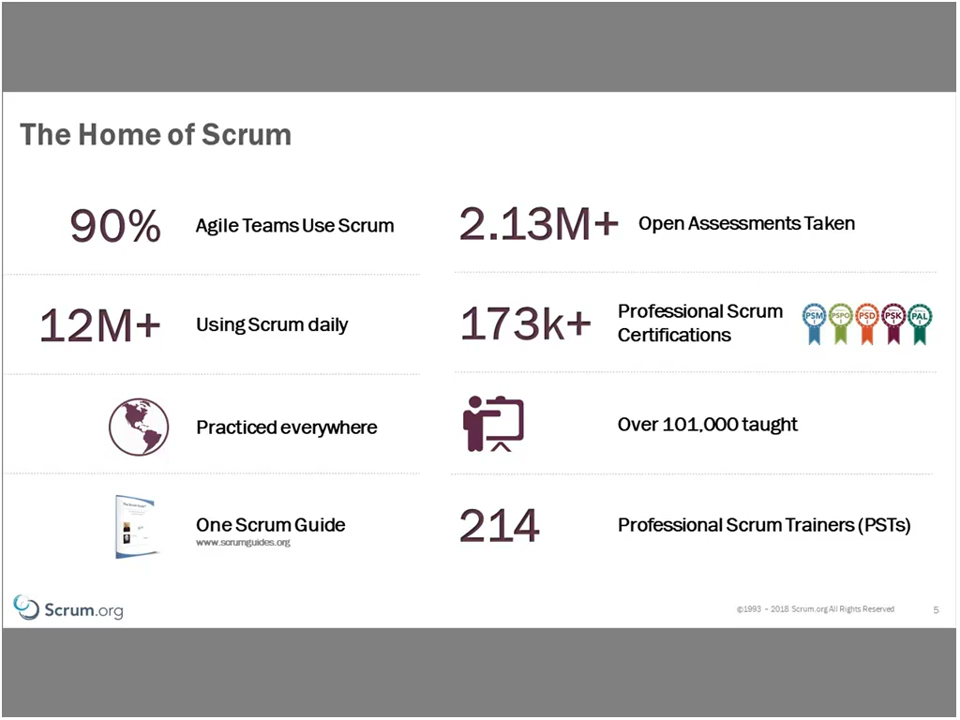 The Home of Scrum
90% Agile Teams Use Scrum
12M+ Using Scrum daily
Practiced everywhere
One Scrum Guide
www.scrumguides.org
2.13M+ Open Assessments Taken
173k+ Professional Scrum
Certifications
PSM I PSPO I PSD I PSK I PAL I
Over 101,000 taught
214 Professional Scrum Trainers (PSTs)
Scrum.org
©1993 – 2018 Scrum.org All Rights Reserved
5